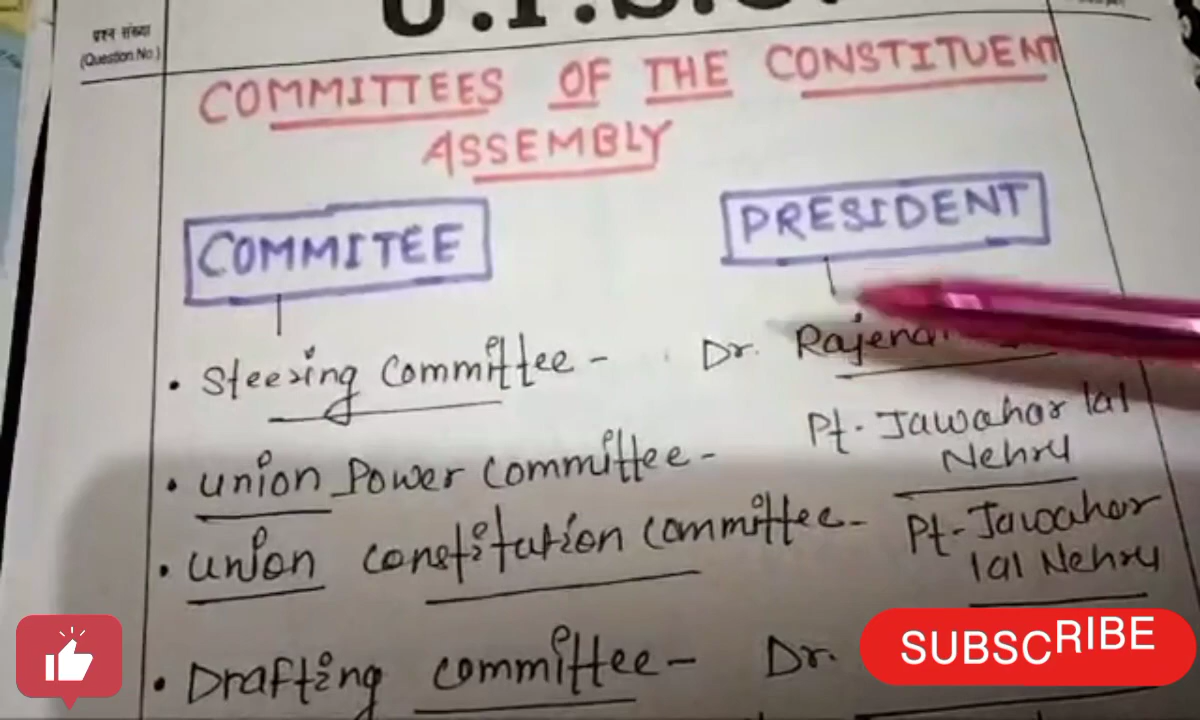 प्रश्न संख्या
(Question No.)
COMMITTEES OF THE CONSTITUENT
ASSEMBLY
COMMITEE
PRESIDENT
• Steering Committee - Dr.
• Union Power Committee - Pt. Jawahar lal
Nehru
• Union Constitution Committee - Pt. Jawahar
lal Nehru
• Drafting Committee - Dr.
SUBSCRIBE